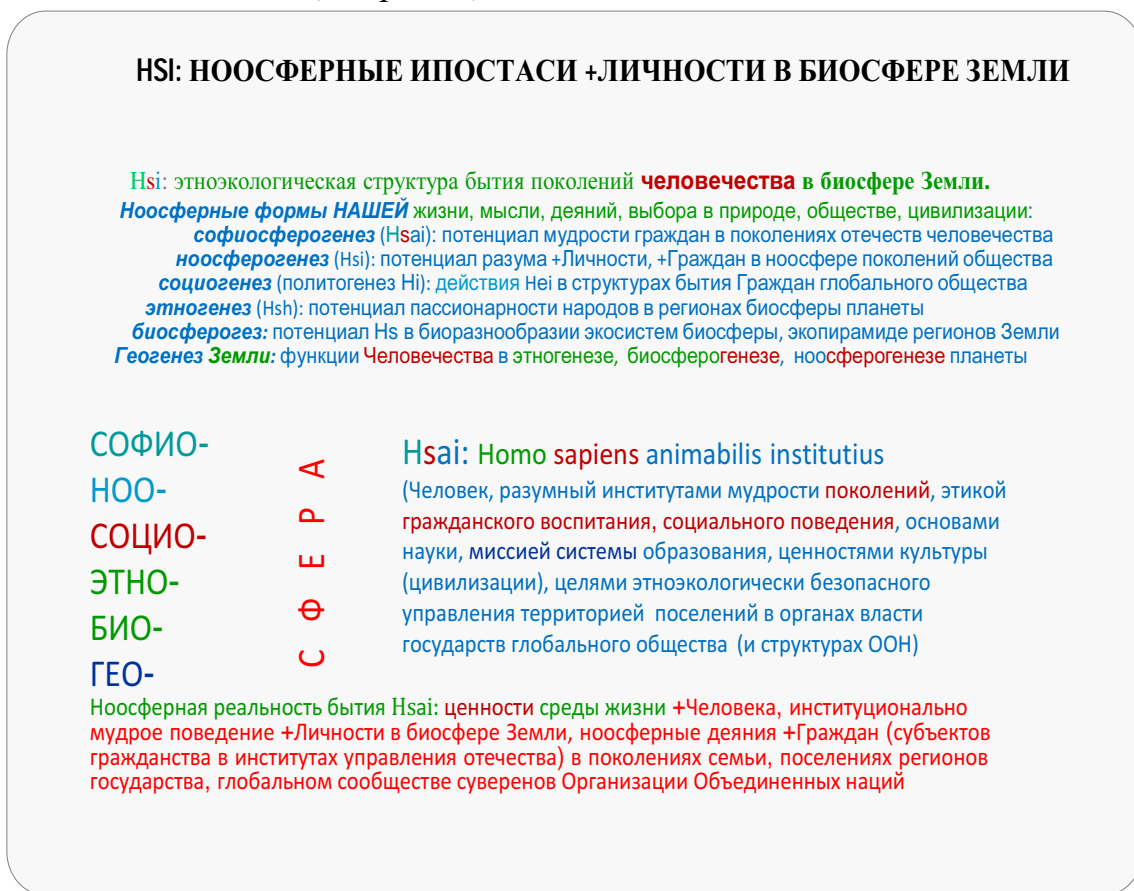 HSI: НООСФЕРНЫЕ ИПОСТАСИ +ЛИЧНОСТИ В БИОСФЕРЕ ЗЕМЛИ
Hsi: этноэкологическая структура бытия поколений человечества в биосфере Земли.
Ноосферные формы НАШЕЙ жизни, мысли, деяний, выбора в природе, обществе, цивилизации:
софиосферогенез (Hsai): потенциал мудрости граждан в поколениях отечеств человечества
ноосферогенез (Hsi): потенциал разума +Личности, +Граждан в ноосфере поколений общества
социогенез (политогенез Hi): действия Hei в структурах бытия Граждан глобального общества
этногенез (Hsh): потенциал пассионарности народов в регионах биосферы планеты
биосферогез: потенциал Hs в биоразнообразии экосистем биосферы, экопирамиде регионов Земли
Геогенез Земли: функции Человечества в этногенезе, биосферогенезе, ноосферогенезе планеты
СОФИО-
НОО-
СОЦИО-
ЭТНО-
БИО-
ГЕО-
СФЕРА
Hsai: Homo sapiens animabilis institutius
(Человек, разумный институтами мудрости поколений, этикой
гражданского воспитания, социального поведения, основами
науки, миссией системы образования, ценностями культуры
(цивилизации), целями этноэкологически безопасного
управления территорией поселений в органах власти
государств глобального общества (и структурах ООН)
Ноосферная реальность бытия Hsai: ценности среды жизни +Человека, институционально
мудрое поведение +Личности в биосфере Земли, ноосферные деяния +Граждан (субъектов
гражданства в институтах управления отечества) в поколениях семьи, поселениях регионов
государства, глобальном сообществе суверенов Организации Объединенных наций